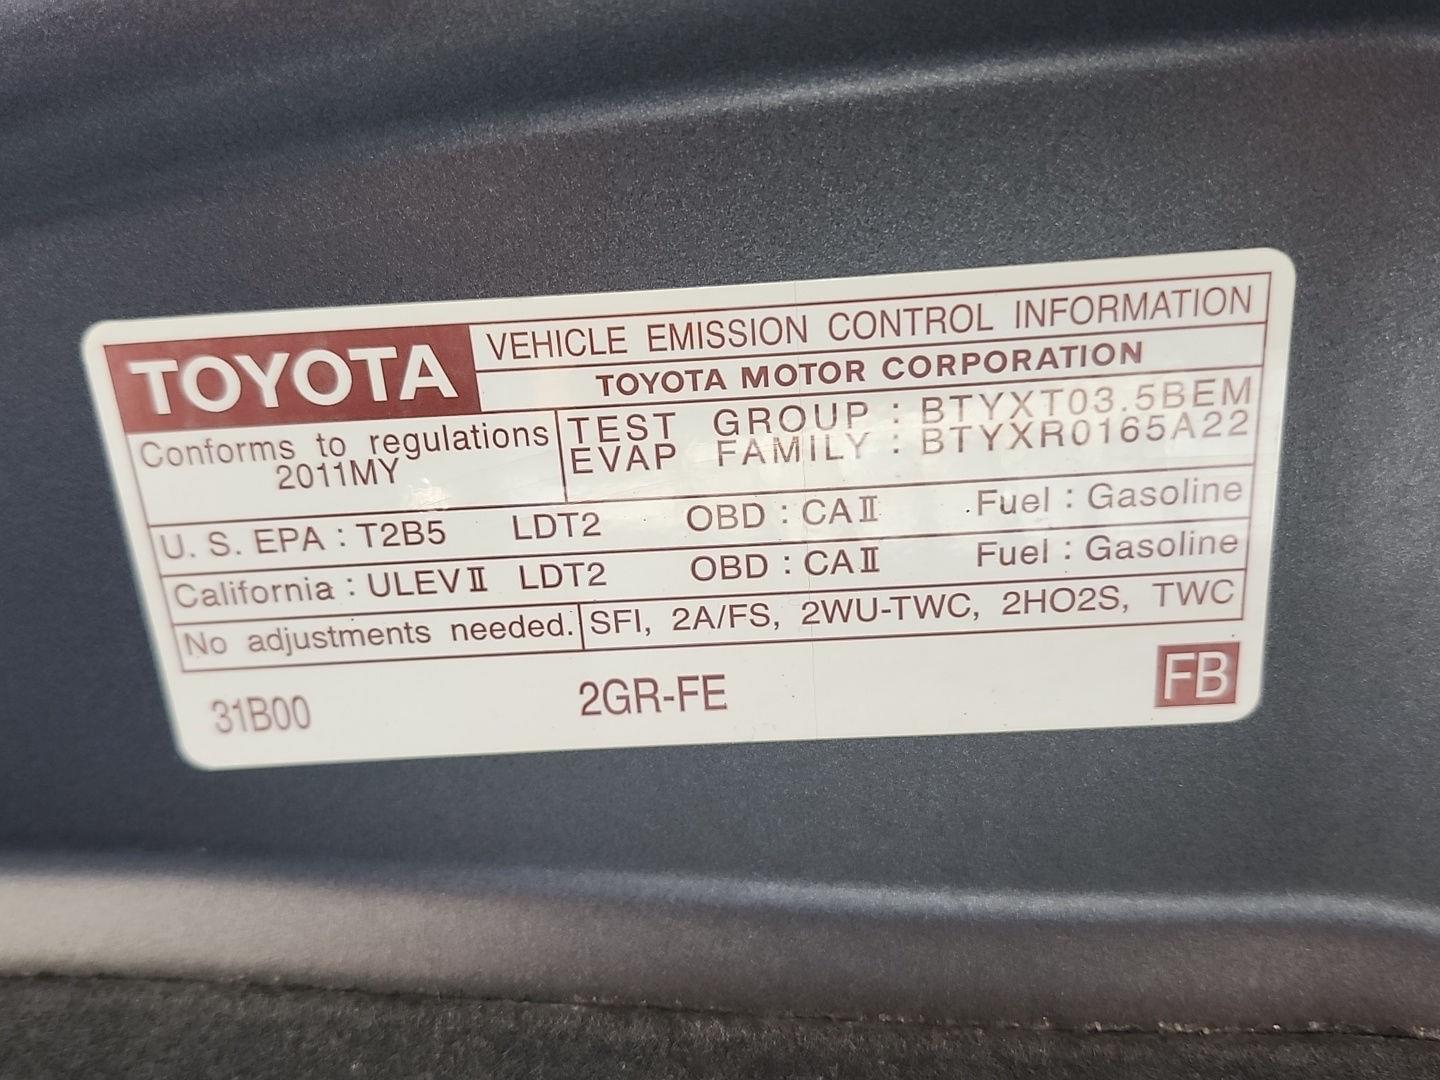 TOYOTA VEHICLE EMISSION CONTROL INFORMATION
TOYOTA MOTOR CORPORATION
Conforms to regulations
2011MY
TEST GROUP : BTYXT03.5BEM
EVAP FAMILY : BTYXR0165A22
U. S. EPA : T2B5 LDT2 OBD : CAⅡ Fuel : Gasoline
California : ULEVⅡ LDT2 OBD : CAⅡ Fuel : Gasoline
No adjustments needed. SFI, 2A/FS, 2WU-TWC, 2HO2S, TWC
31B00 2GR-FE FB